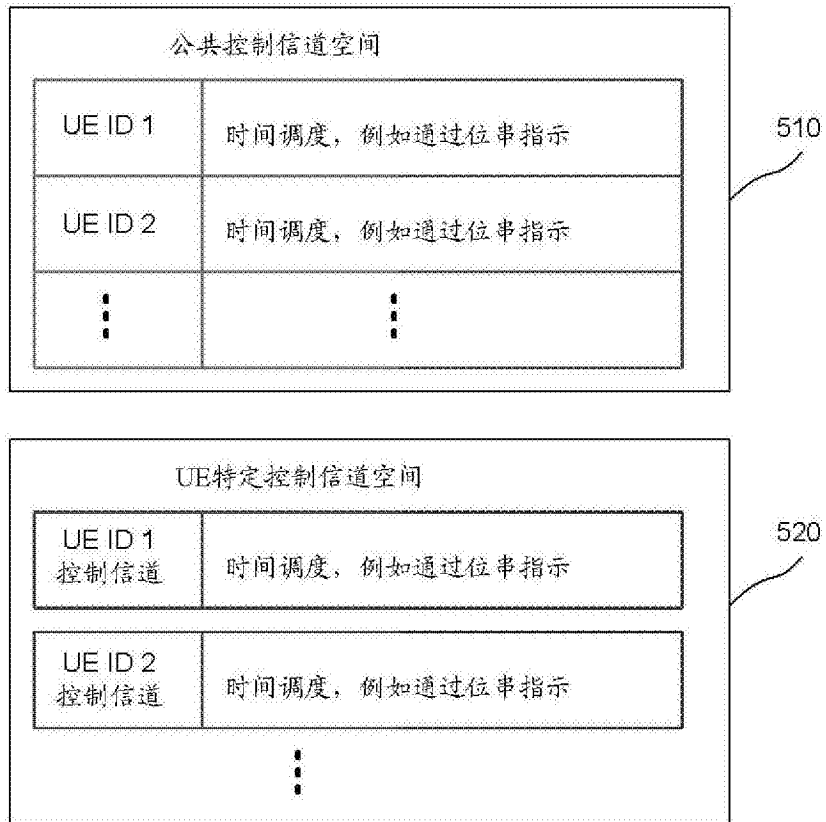 公共控制信道空间
UE ID 1
时间调度，例如通过位串指示
510
UE ID 2
时间调度，例如通过位串指示
UE特定控制信道空间
UE ID 1
控制信道
时间调度，例如通过位串指示
520
UE ID 2
控制信道
时间调度，例如通过位串指示